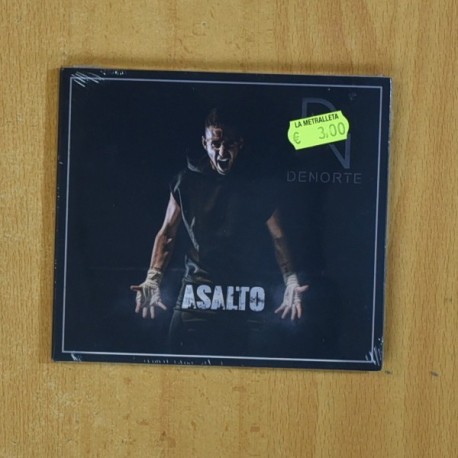 LA METRALLETA
€ 3,00
DENORTE
ASALTO